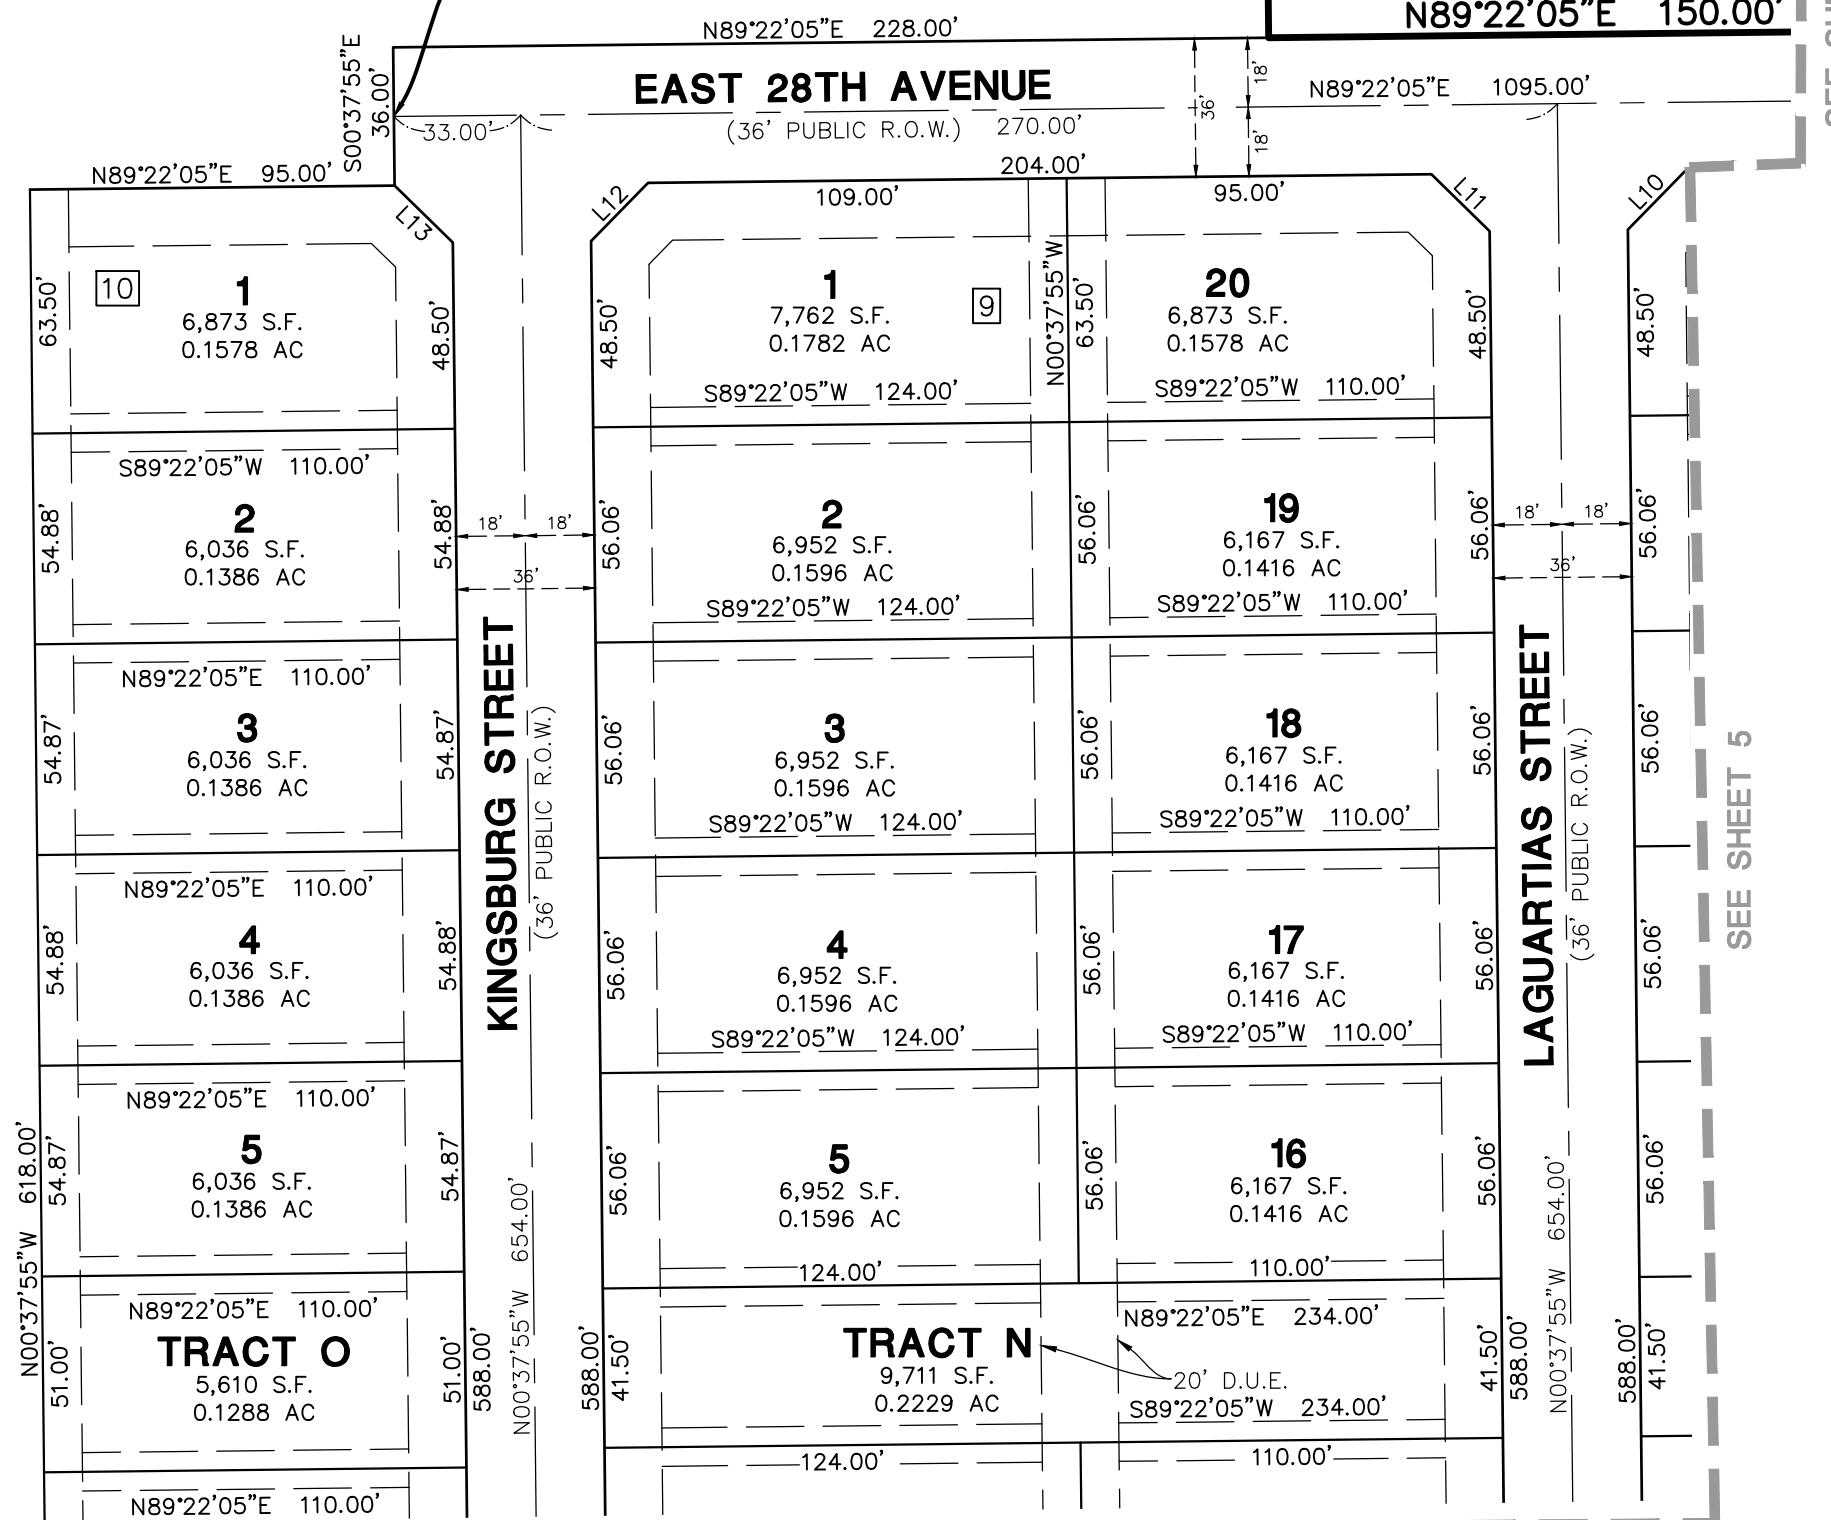 N89°22'05"E 150.00'
N89°22'05"E 228.00'
S00°37'55"E
36.00'
EAST 28TH AVENUE
(36' PUBLIC R.O.W.) 270.00'
33.00'
36'
18'
18'
N89°22'05"E 1095.00'
N89°22'05"E 95.00'
204.00'
109.00'
95.00'
L13
L12
L11
L10
63.50'
10
1
6,873 S.F.
0.1578 AC
48.50'
48.50'
1
7,762 S.F.
0.1782 AC
9
S89°22'05"W 124.00'
N00°37'55"W
63.50'
20
6,873 S.F.
0.1578 AC
S89°22'05"W 110.00'
48.50'
48.50'
S89°22'05"W 110.00'
54.88'
2
6,036 S.F.
0.1386 AC
54.88'
18'
18'
36'
56.06'
2
6,952 S.F.
0.1596 AC
S89°22'05"W 124.00'
56.06'
19
6,167 S.F.
0.1416 AC
S89°22'05"W 110.00'
56.06'
18'
18'
36'
56.06'
N89°22'05"E 110.00'
54.87'
3
6,036 S.F.
0.1386 AC
54.87'
KINGSBURG STREET
(36' PUBLIC R.O.W.)
56.06'
3
6,952 S.F.
0.1596 AC
S89°22'05"W 124.00'
56.06'
18
6,167 S.F.
0.1416 AC
S89°22'05"W 110.00'
56.06'
LAGUARTIAS STREET
(36' PUBLIC R.O.W.)
56.06'
SEE SHEET 5
N89°22'05"E 110.00'
54.88'
4
6,036 S.F.
0.1386 AC
54.88'
56.06'
4
6,952 S.F.
0.1596 AC
S89°22'05"W 124.00'
56.06'
17
6,167 S.F.
0.1416 AC
S89°22'05"W 110.00'
56.06'
56.06'
N89°22'05"E 110.00'
N00°37'55"W 618.00'
54.87'
5
6,036 S.F.
0.1386 AC
54.87'
N00°37'55"W 654.00'
56.06'
5
6,952 S.F.
0.1596 AC
124.00'
56.06'
16
6,167 S.F.
0.1416 AC
110.00'
56.06'
N00°37'55"W 654.00'
56.06'
N89°22'05"E 110.00'
51.00'
TRACT O
5,610 S.F.
0.1288 AC
51.00'
588.00'
588.00'
41.50'
TRACT N
9,711 S.F.
0.2229 AC
N89°22'05"E 234.00'
20' D.U.E.
S89°22'05"W 234.00'
41.50'
588.00'
588.00'
41.50'
124.00'
110.00'
N89°22'05"E 110.00'